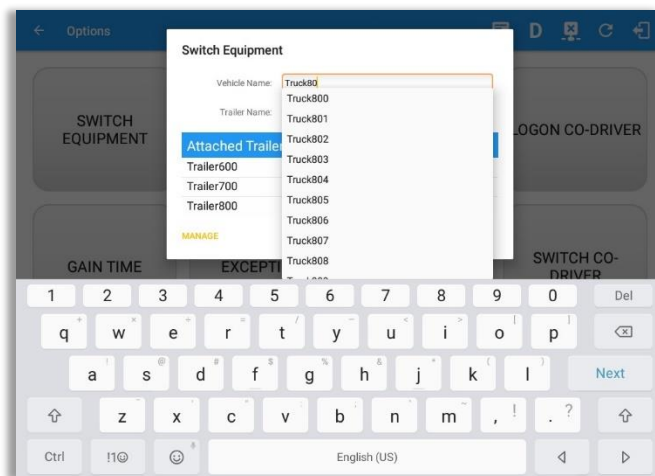 Options
D
Switch Equipment
Vehicle Name: Truck80
Trailer Name:
Truck800
Truck801
Truck802
Truck803
Truck804
Truck805
Truck806
Truck807
Truck808
Attached Trailer
Trailer600
Trailer700
Trailer800
MANAGE
SWITCH EQUIPMENT
LOGON CO-DRIVER
GAIN TIME
EXCEPTI
SWITCH CO-DRIVER
1 2 3 4 5 6 7 8 9 0 Del
q w e r t y u i o p
a s d f g h j k l Next
z x c v b n m , ! . ?
Ctrl !1☺ English (US)